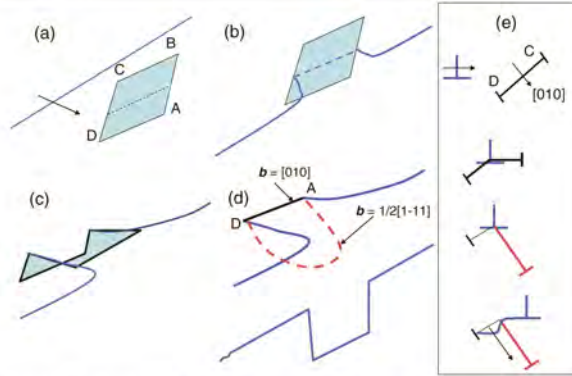 (a)
B
C
A
D
(b)
(c)
(d)
b = [010]
A
D
b = 1/2[1-11]
(e)
C
D
[010]